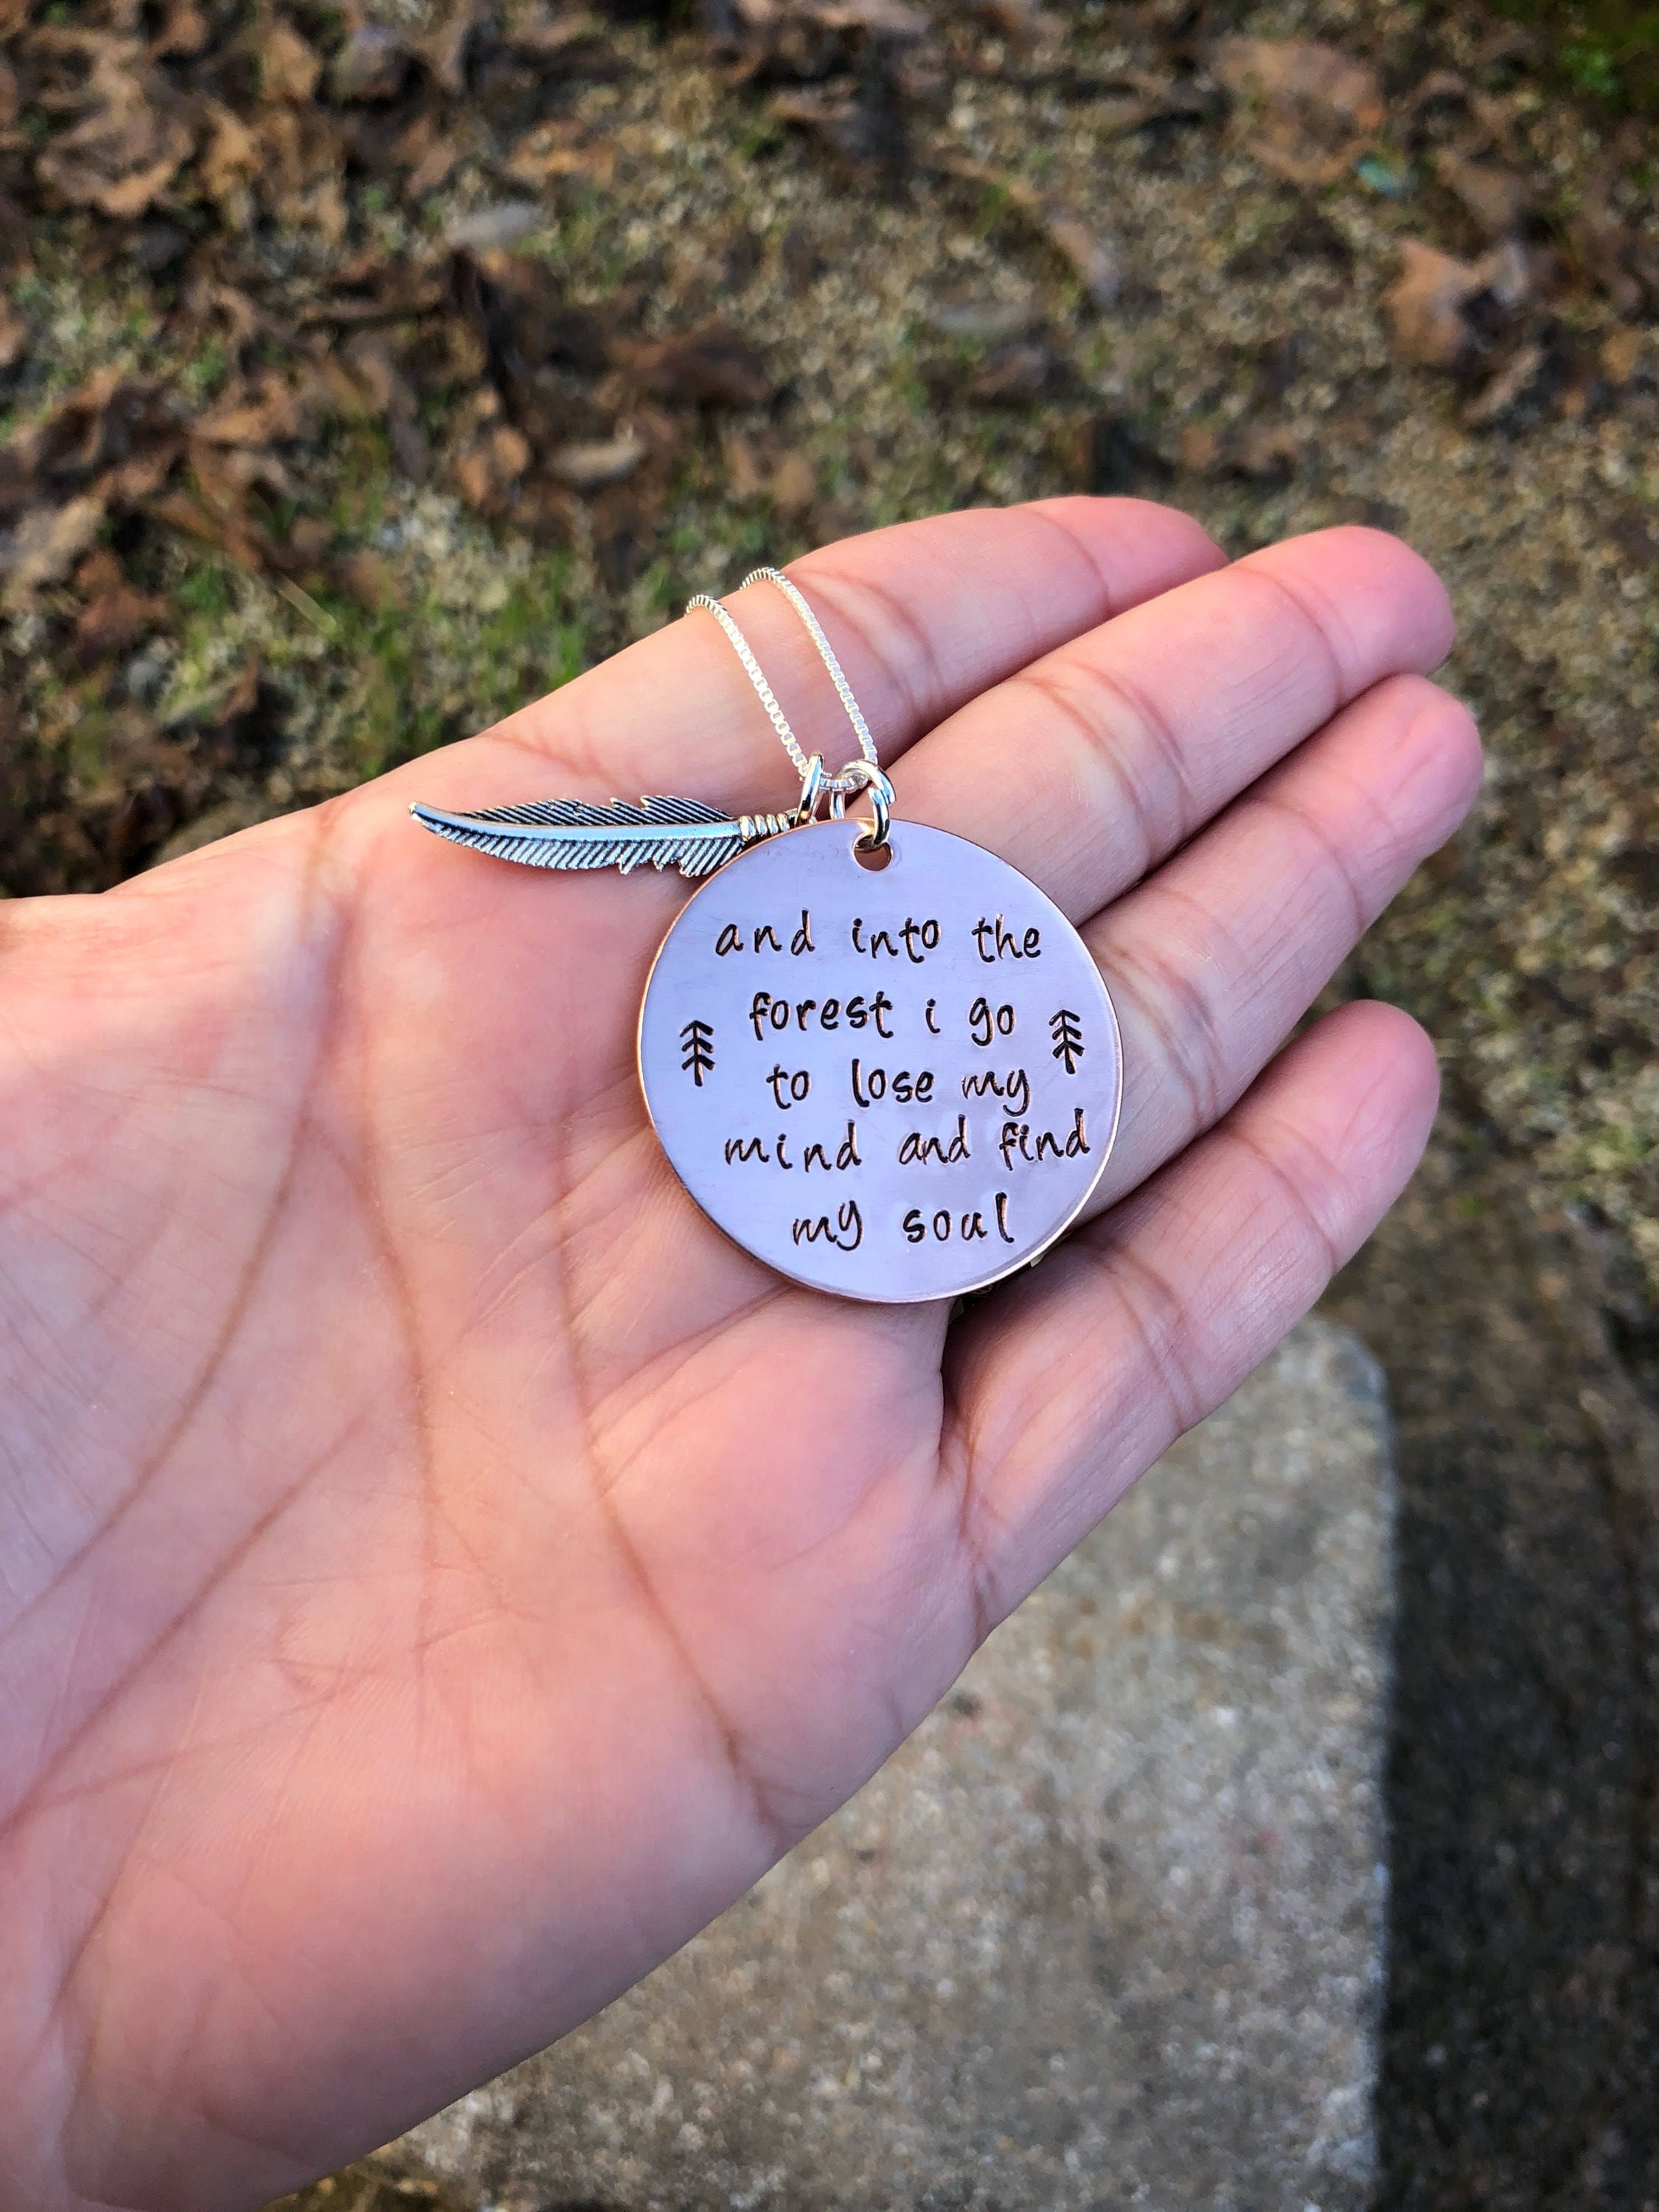 and into the
forest i go
to lose my
mind and find
my soul